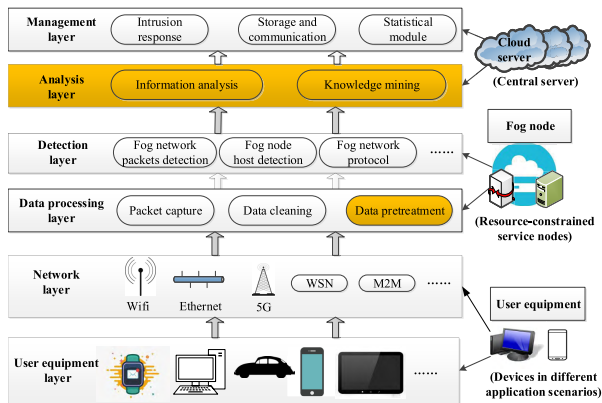 Management
layer
Intrusion
response
Storage and
communication
Statistical
module
Cloud
server
(Central server)
Analysis
layer
Information analysis
Knowledge mining
Fog node
Detection
layer
Fog network
packets detection
Fog node
host detection
Fog network
protocol
......
Data processing
layer
Packet capture
Data cleaning
Data pretreatment
(Resource-constrained
service nodes)
Network
layer
Wifi
Ethernet
5G
WSN
M2M
......
User equipment
User equipment
layer
......
(Devices in different
application scenarios)